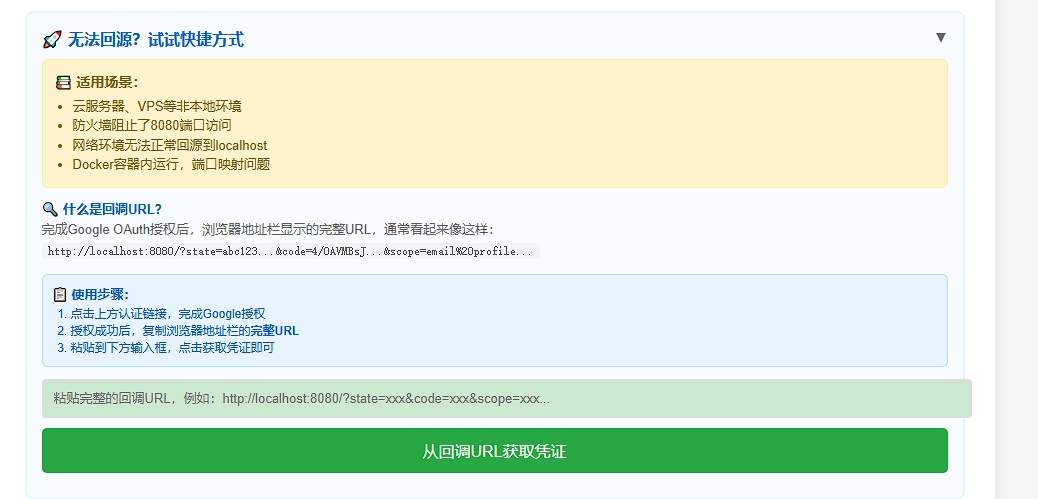 🚀 无法回源？试试快捷方式 ▼
📚 适用场景：
• 云服务器、VPS等非本地环境
• 防火墙阻止了8080端口访问
• 网络环境无法正常回源到localhost
• Docker容器内运行，端口映射问题
🔍 什么是回调URL？
完成Google OAuth授权后，浏览器地址栏显示的完整URL，通常看起来像这样：
http://localhost:8080/?state=abc123...&code=4/0AVMBsJ...&scope=email%20profile...
📋 使用步骤：
1. 点击上方认证链接，完成Google授权
2. 授权成功后，复制浏览器地址栏的完整URL
3. 粘贴到下方输入框，点击获取凭证即可
粘贴完整的回调URL，例如：http://localhost:8080/?state=xxx&code=xxx&scope=xxx...
从回调URL获取凭证